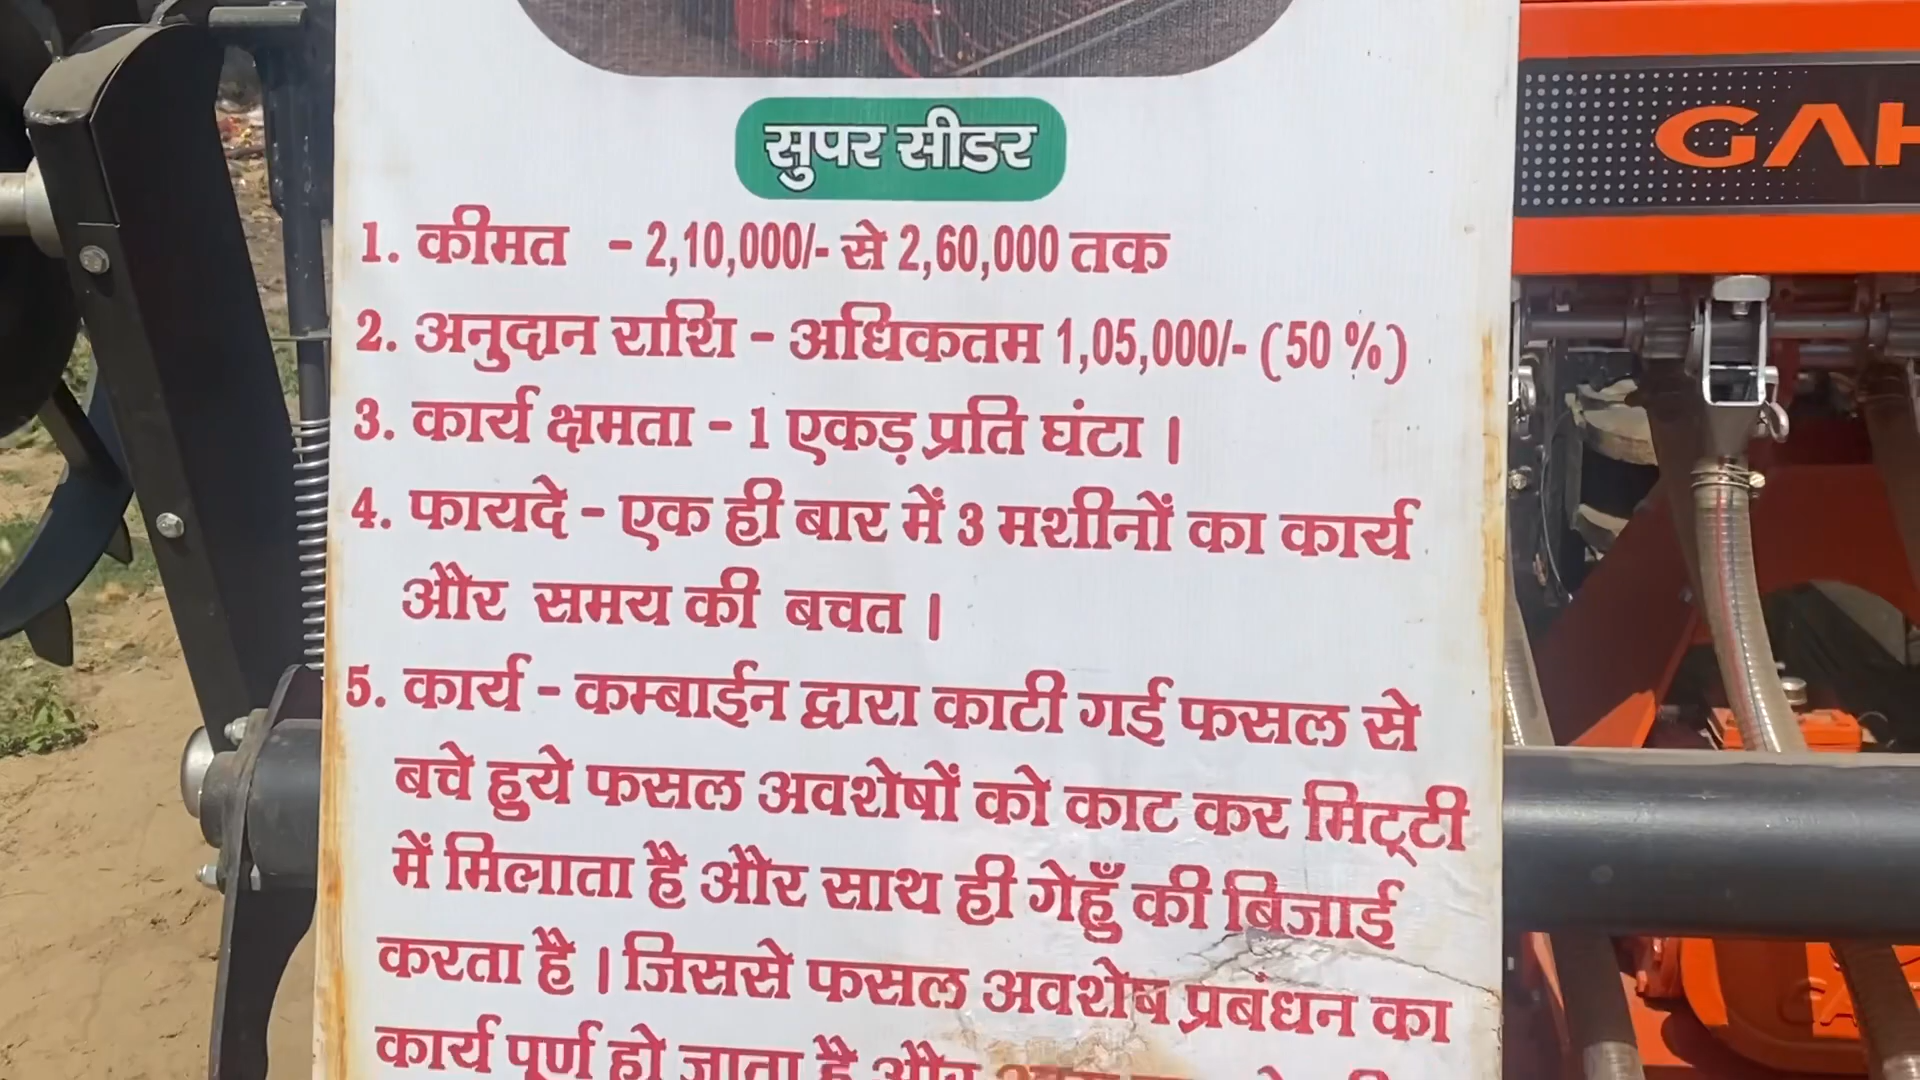 सुपर सीडर
1. कीमत - 2,10,000/- से 2,60,000 तक
2. अनुदान राशि - अधिकतम 1,05,000/- (50 %)
3. कार्य क्षमता - 1 एकड़ प्रति घंटा ।
4. फायदे - एक ही बार में 3 मशीनों का कार्य
और समय की बचत ।
5. कार्य - कम्बाईन द्वारा काटी गई फसल से
बचे हुये फसल अवशेषों को काट कर मिट्टी
में मिलाता है और साथ ही गेहुँ की बिजाई
करता है । जिससे फसल अवशेष प्रबंधन का
कार्य पूर्ण हो जाता है और
GAH